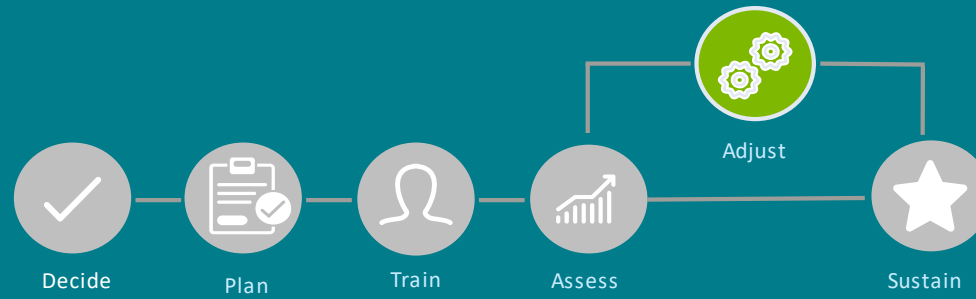 Adjust
Decide
Plan
Train
Assess
Sustain